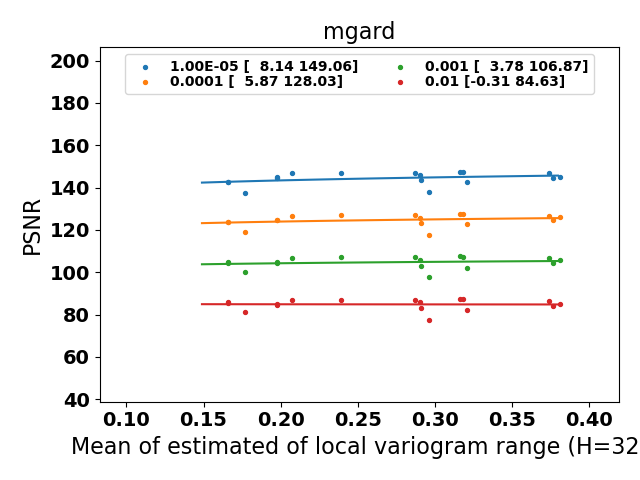 mgard
1.00E-05 [  8.14 149.06]
0.0001 [  5.87 128.03]
0.001 [  3.78 106.87]
0.01 [-0.31 84.63]
PSNR
200
180
160
140
120
100
80
60
40
0.10 0.15 0.20 0.25 0.30 0.35 0.40
Mean of estimated of local variogram range (H=32